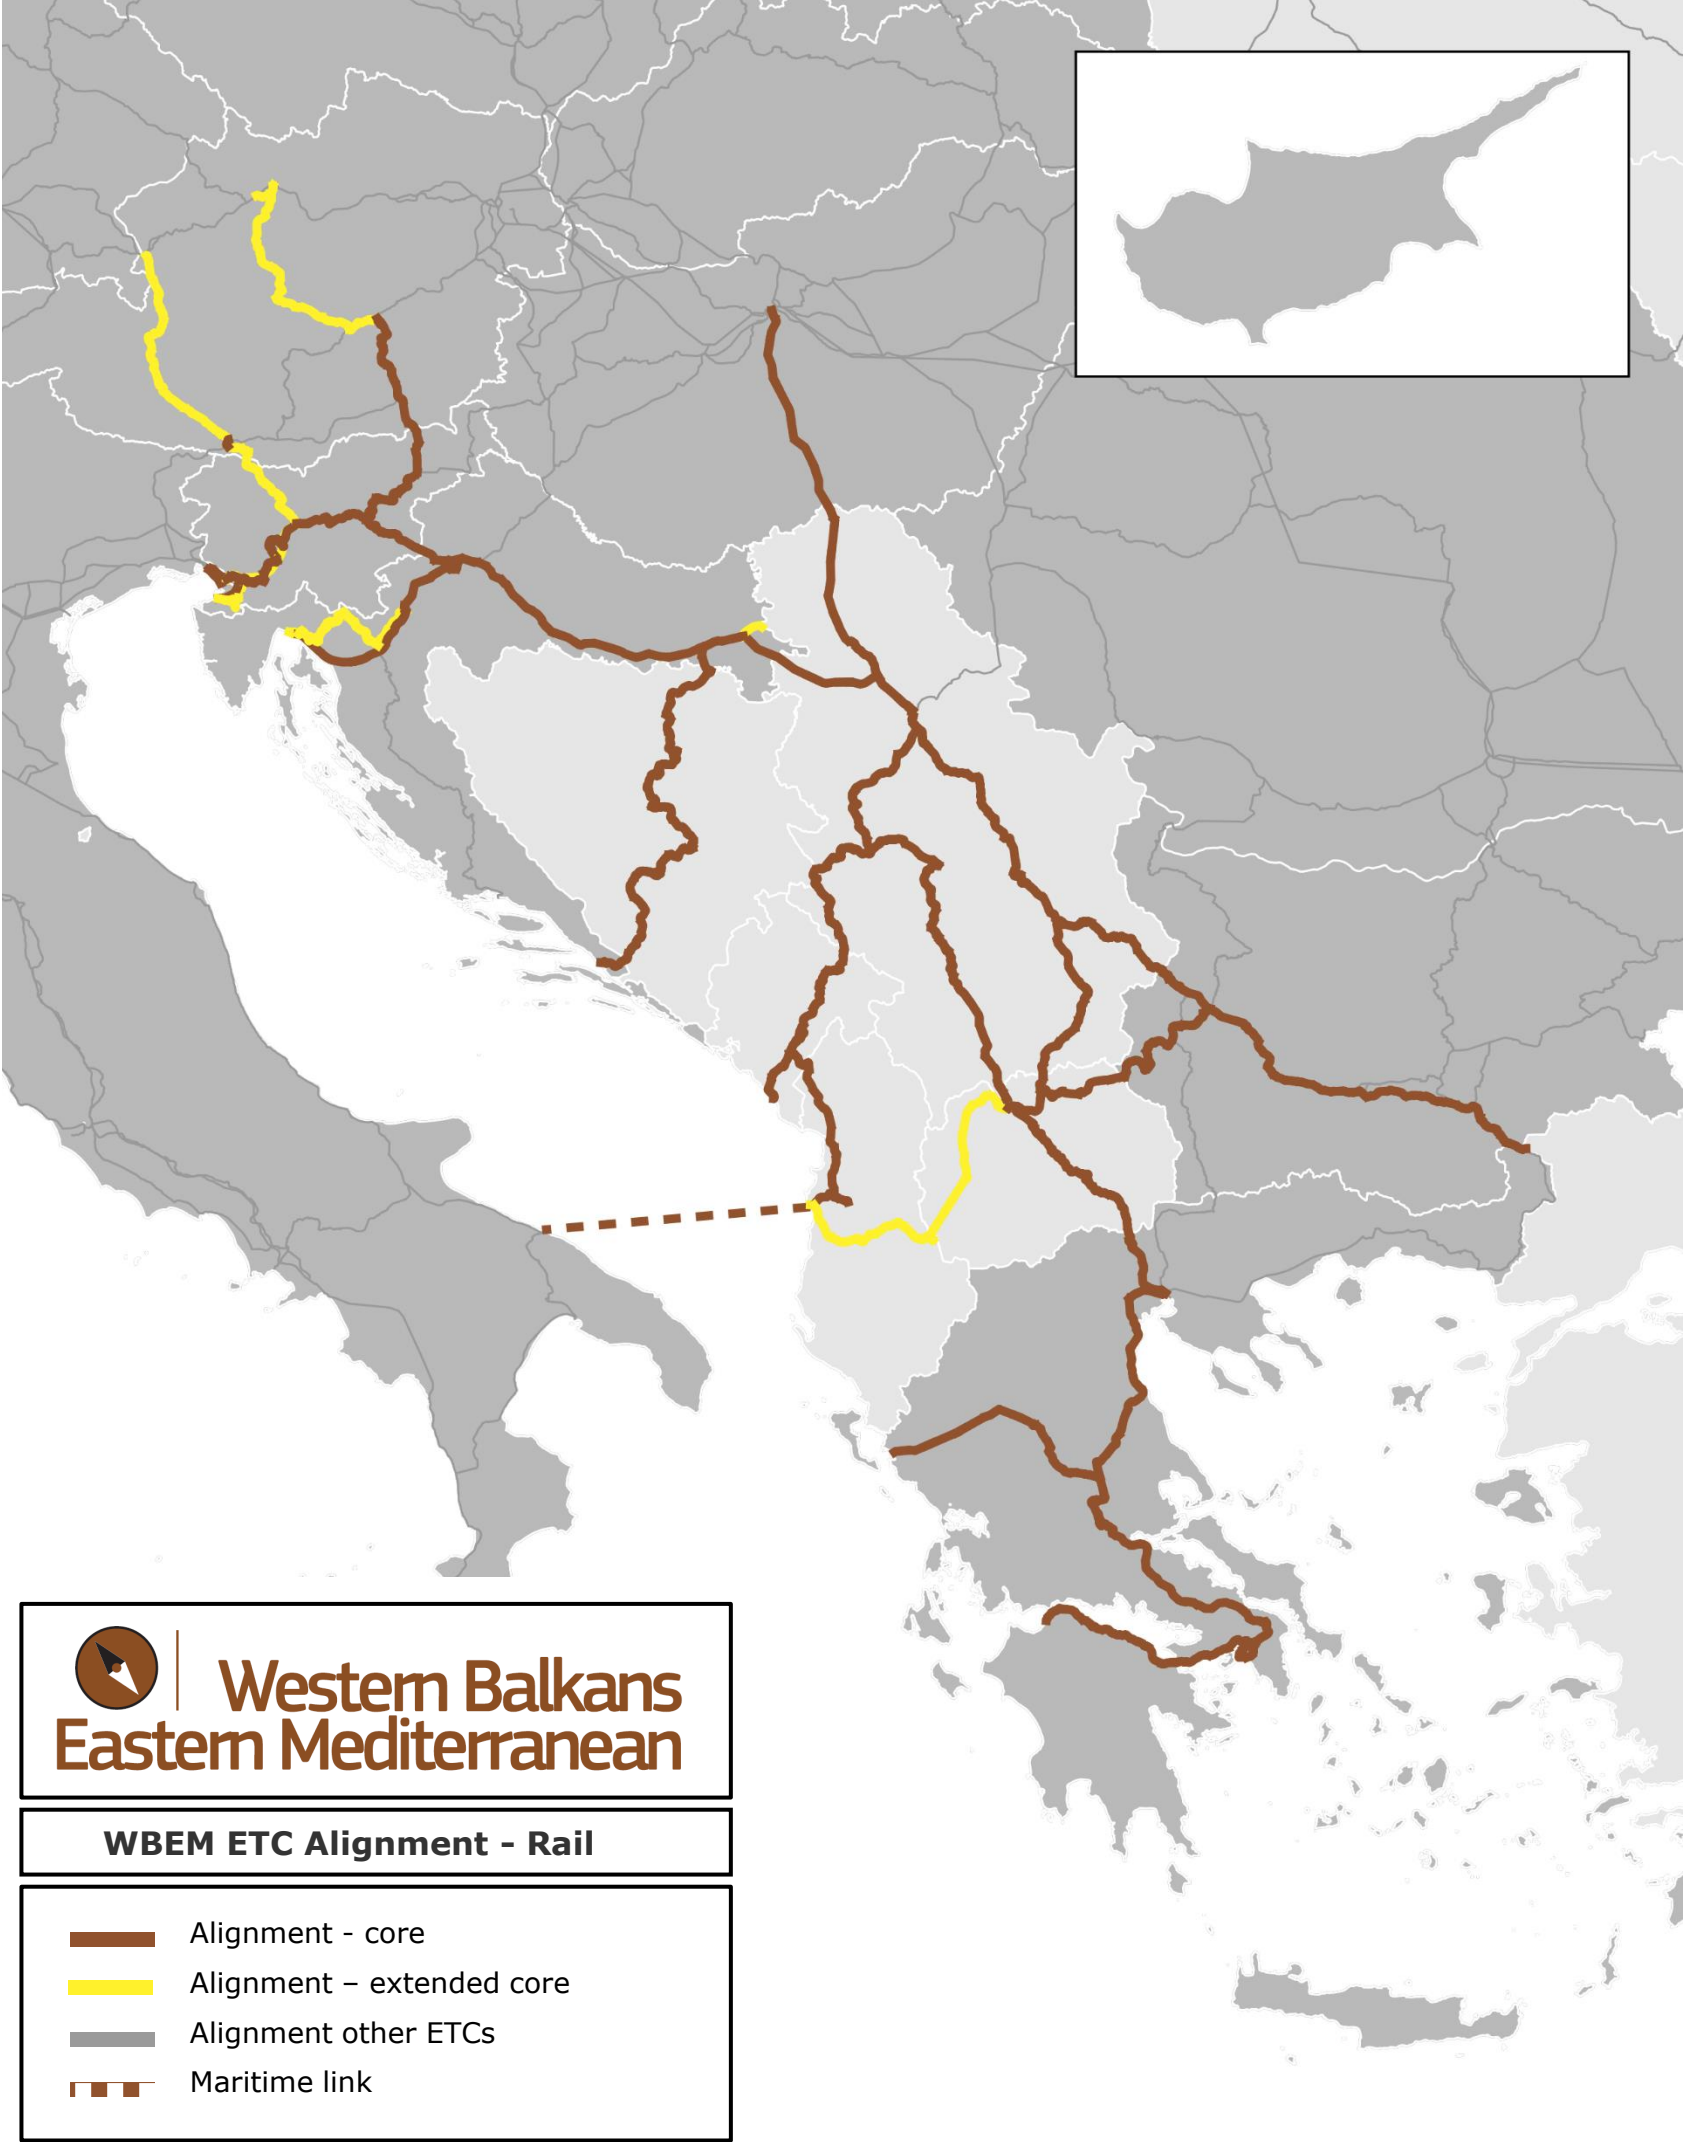 Western Balkans
Eastern Mediterranean
WBEM ETC Alignment - Rail
Alignment - core
Alignment – extended core
Alignment other ETCs
Maritime link